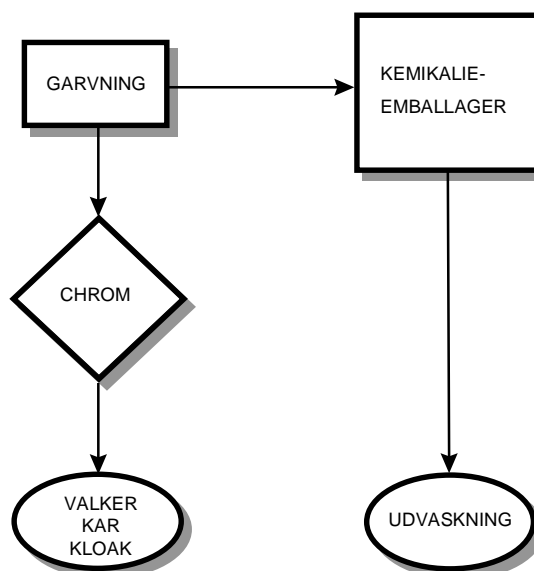 GARVNING
KEMIKALIE-
EMBALLAGER
CHROM
VALKER
KAR
KLOAK
UDVASKNING